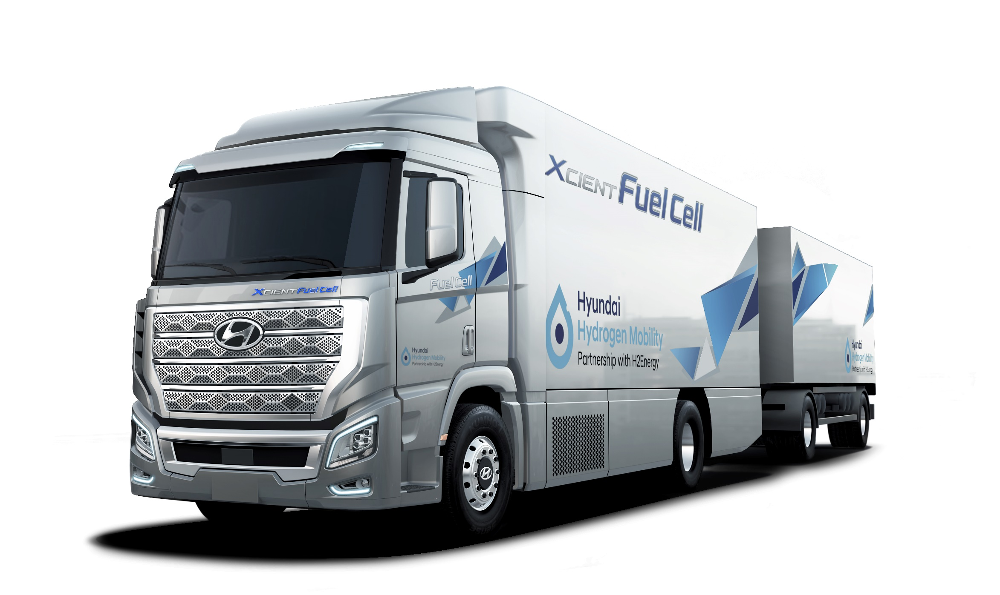 XCIENT Fuel Cell
XCIENT Fuel Cell
Fuel Cell
Hyundai
Hydrogen Mobility
Partnership with H2Energy
Hyundai
Hydrogen Mobility
Partnership with H2Energy
Hyundai
Hydrogen Mobility
Partnership with H2Energy
KUMHO